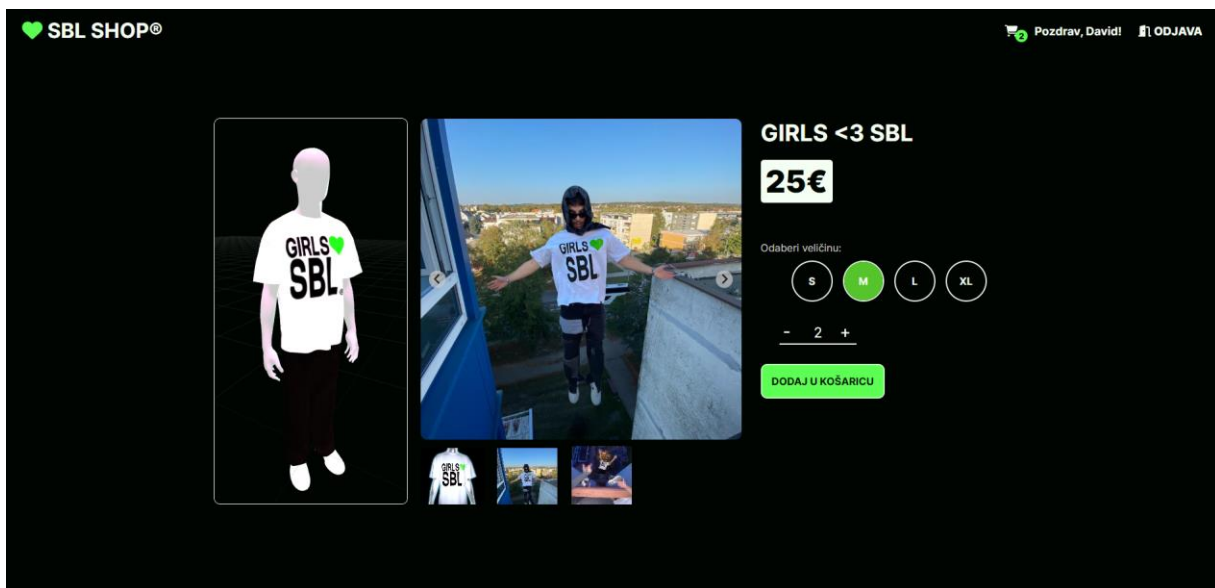 SBL SHOP®
2
Pozdrav, David!
ODJAVA
GIRLS
SBL
GIRLS
SBL
GIRLS
SBL
GIRLS <3 SBL
25€
Odaberi veličinu:
S
M
L
XL
- 2 +
DODAJ U KOŠARICU